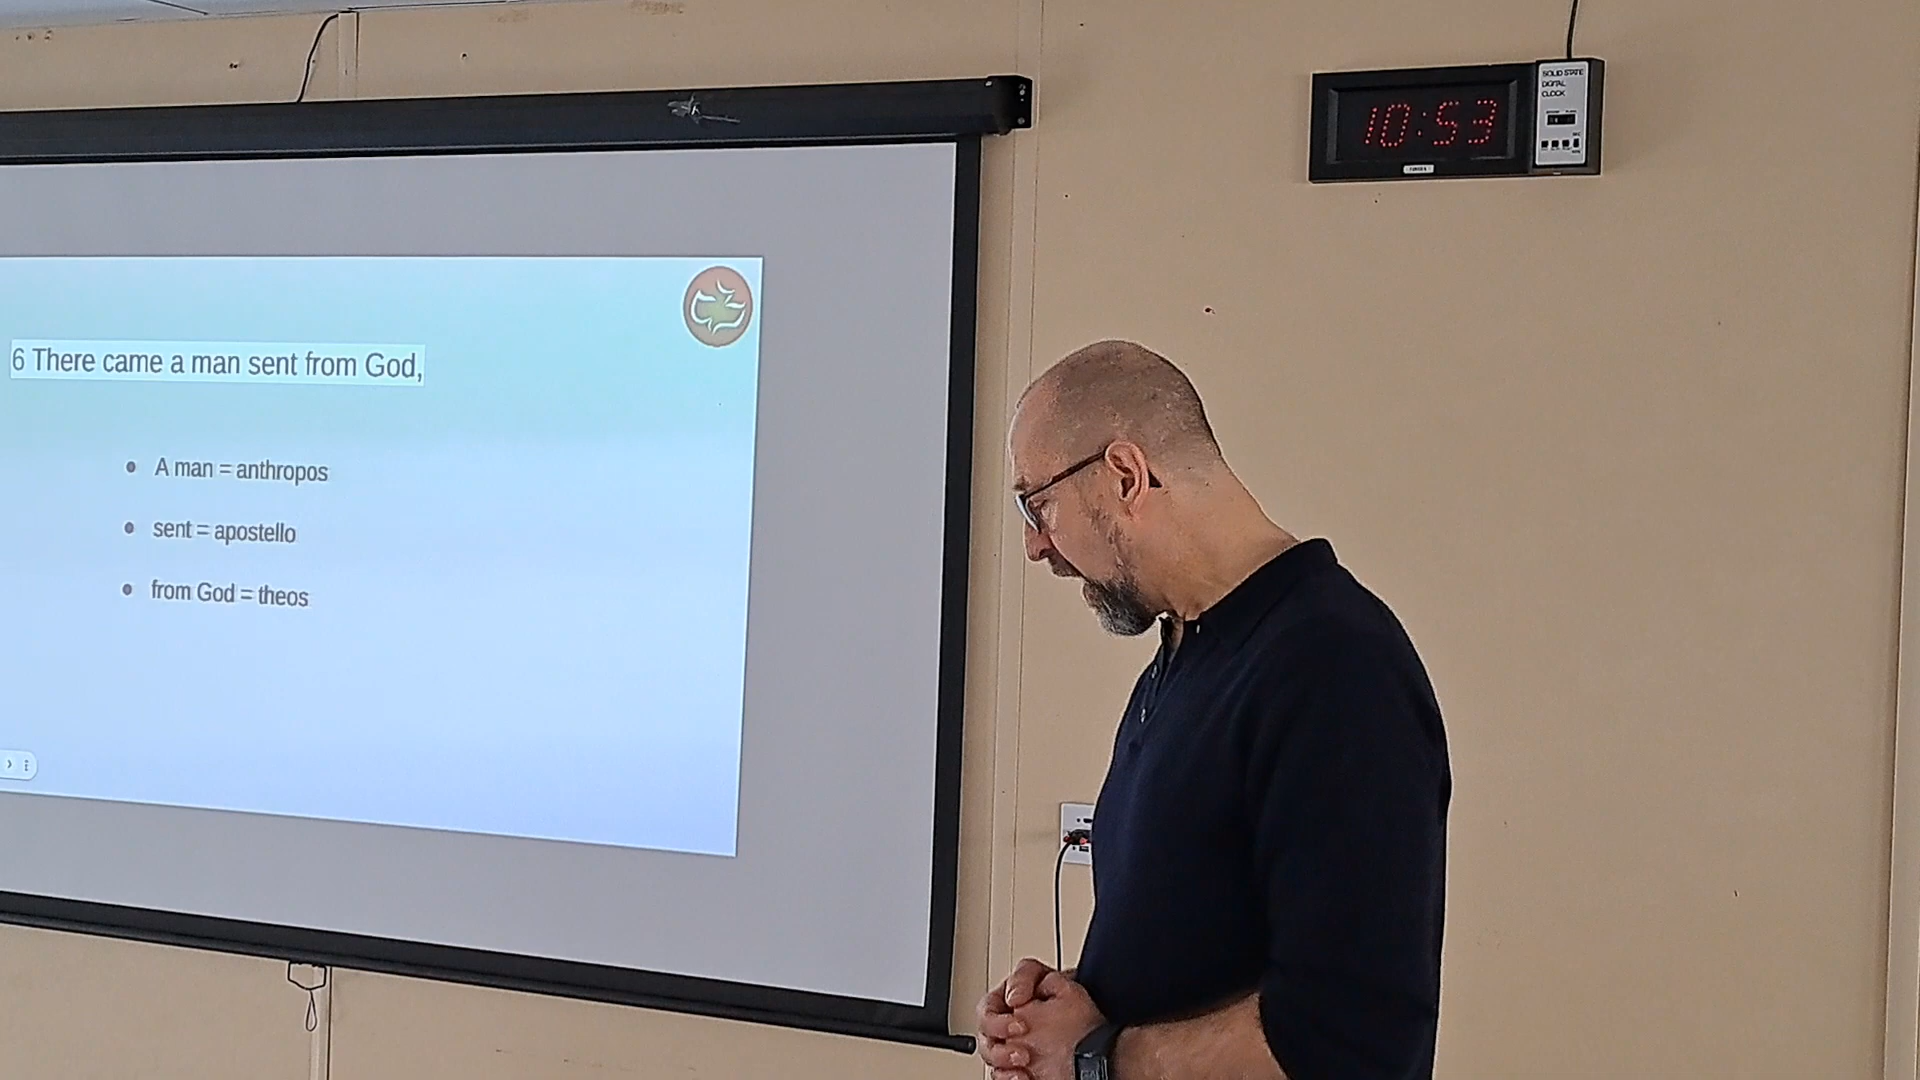 SOLID STATE
DIGITAL
CLOCK
10:53
6 There came a man sent from God,
• A man = anthropos
• sent = apostello
• from God = theos